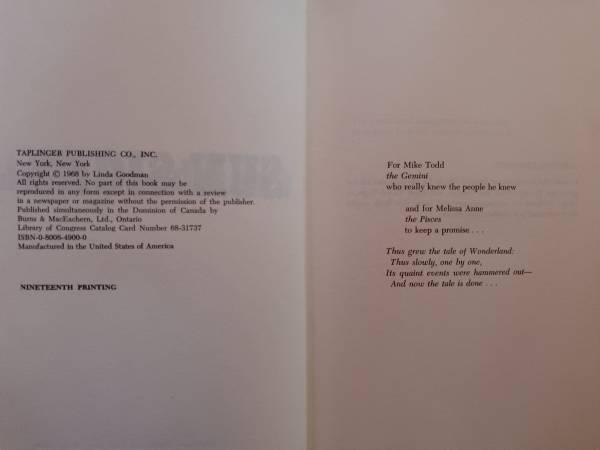 TAPLINGER PUBLISHING CO., INC.
New York, New York
Copyright © 1968 by Linda Goodman
All rights reserved. No part of this book may be
reproduced in any form except in connection with a review
in a newspaper or magazine without the permission of the publisher.
Published simultaneously in the Dominion of Canada by
Burns & MacEachern, Ltd., Ontario
Library of Congress Catalog Card Number 68-31737
ISBN-0-8008-4900-0
Manufactured in the United States of America
NINETEENTH PRINTING
For Mike Todd
the Gemini
who really knew the people he knew
and for Melissa Anne
the Pisces
to keep a promise . . .
Thus grew the tale of Wonderland:
Thus slowly, one by one,
Its quaint events were hammered out—
And now the tale is done . . .